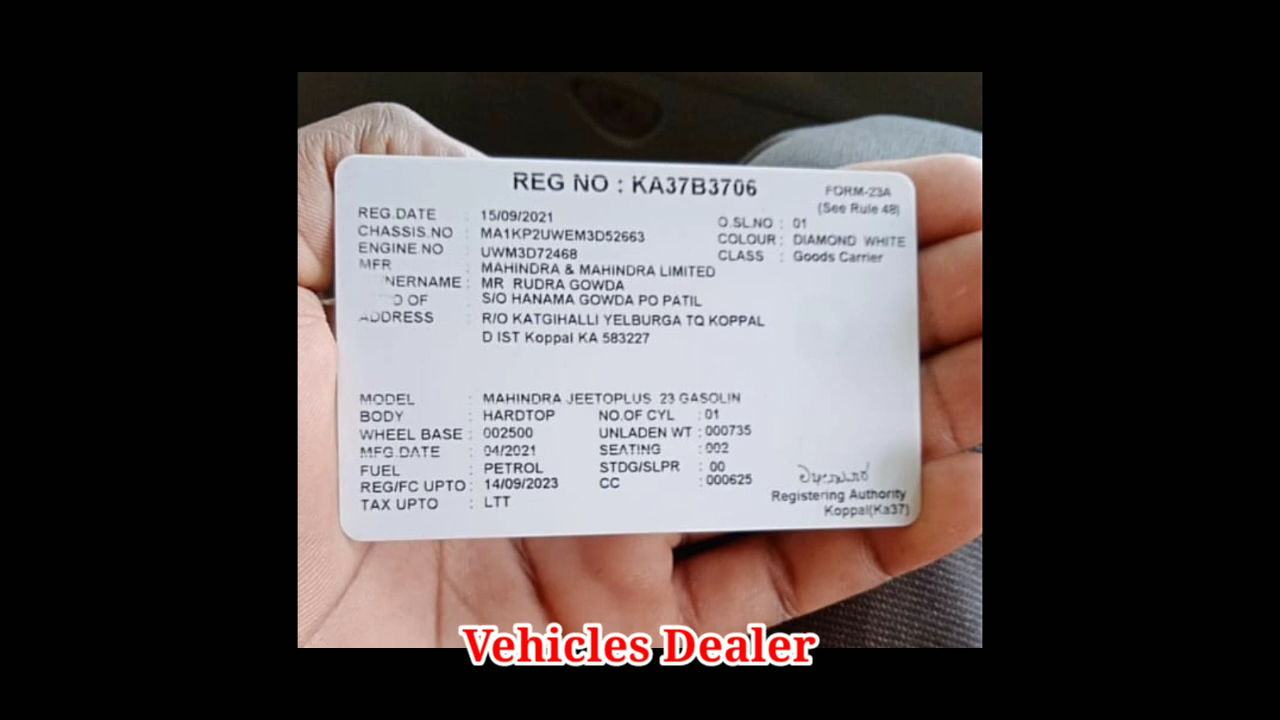 REG NO : KA37B3706
FORM-23A
(See Rule 48)
REG.DATE : 15/09/2021
O.SL.NO : 01
CHASSIS.NO : MA1KP2UWEM3D52663
COLOUR : DIAMOND WHITE
ENGINE.NO : UWM3D72468
CLASS : Goods Carrier
MFR : MAHINDRA & MAHINDRA LIMITED
NERNAME : MR RUDRA GOWDA
D OF : S/O HANAMA GOWDA PO PATIL
ADDRESS : R/O KATGIHALLI YELBURGA TQ KOPPAL
D IST Koppal KA 583227
MODEL : MAHINDRA JEETOPLUS 23 GASOLIN
BODY : HARDTOP NO.OF CYL : 01
WHEEL BASE : 002500 UNLADEN WT : 000735
MFG.DATE : 04/2021 SEATING : 002
FUEL : PETROL STDG/SLPR : 00
REG/FC UPTO : 14/09/2023 CC : 000625
TAX UPTO : LTT
Registering Authority
Koppal(Ka37)
Vehicles Dealer